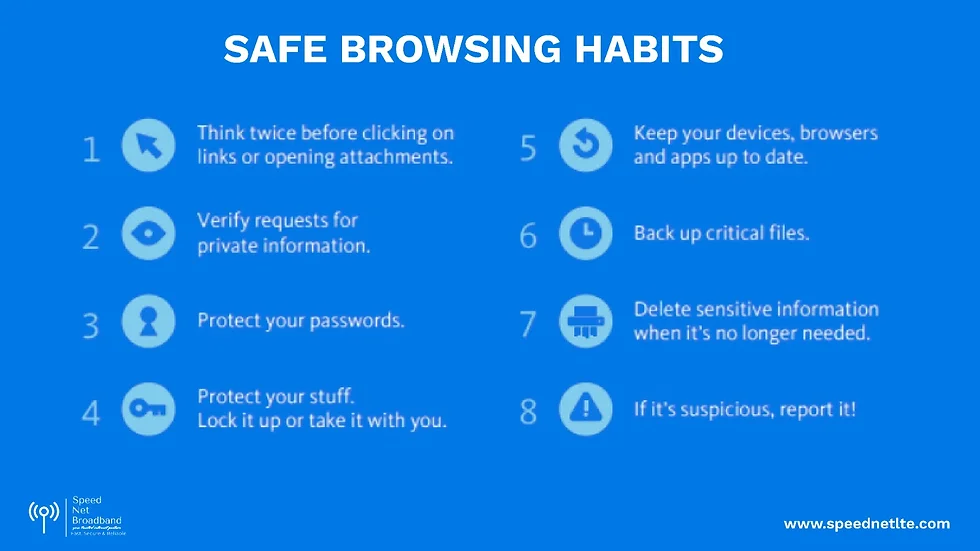 SAFE BROWSING HABITS
1
Think twice before clicking on
links or opening attachments.
2
Verify requests for
private information.
3
Protect your passwords.
4
Protect your stuff.
Lock it up or take it with you.
5
Keep your devices, browsers
and apps up to date.
6
Back up critical files.
7
Delete sensitive information
when it's no longer needed.
8
If it's suspicious, report it!
Speed
Net
Broadband
Fast, Secure & Reliable
www.speednetlte.com